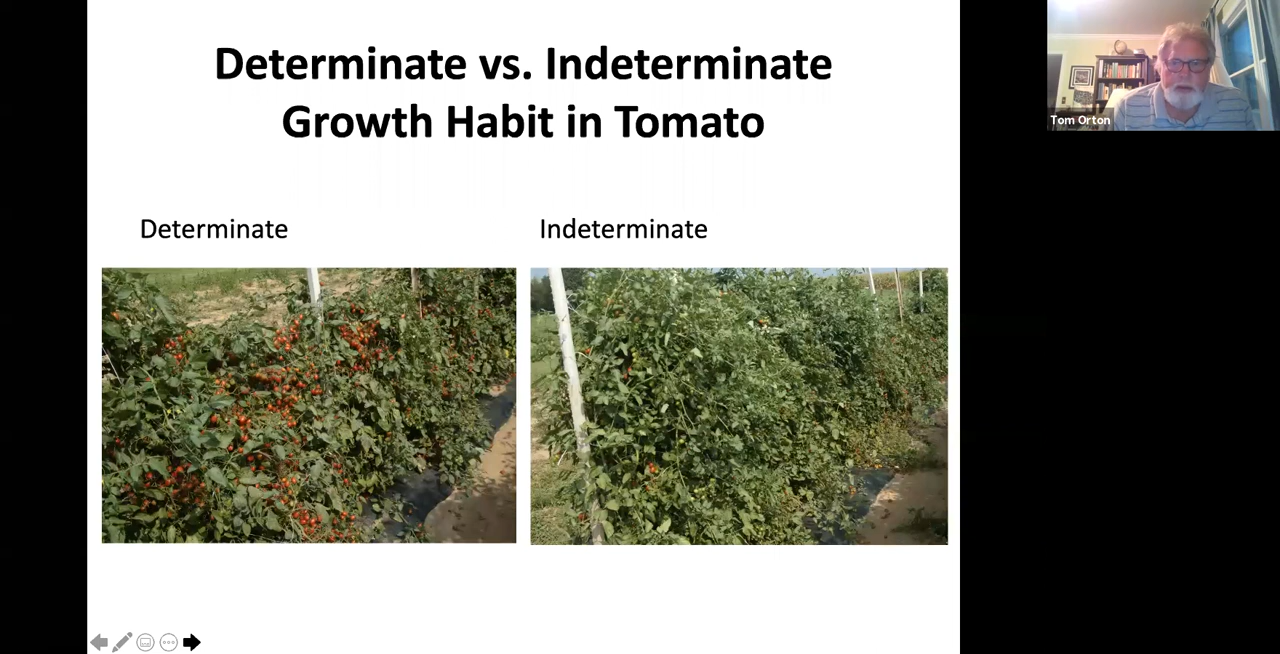 Determinate vs. Indeterminate
Growth Habit in Tomato
Determinate
Indeterminate
Tom Orton